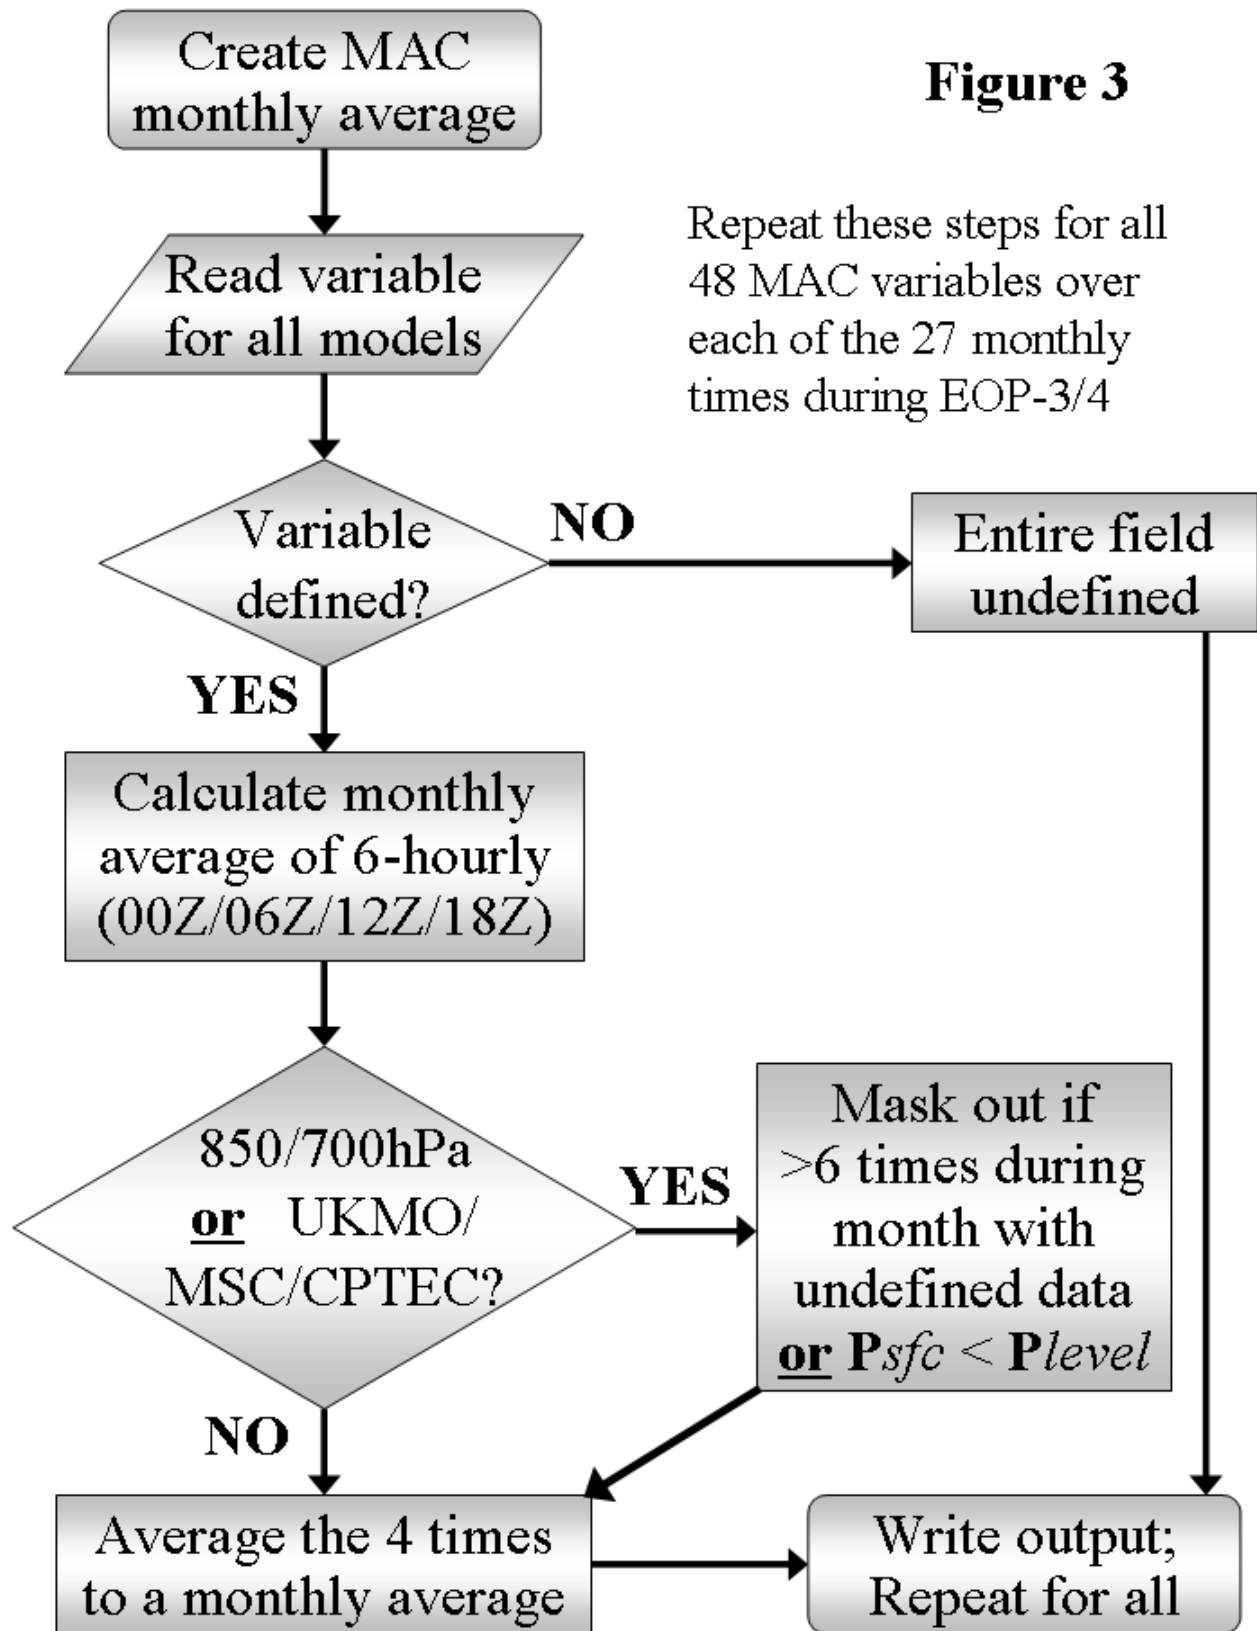 Create MAC
monthly average
Figure 3
Repeat these steps for all
48 MAC variables over
each of the 27 monthly
times during EOP-3/4
Read variable
for all models
Variable
defined?
NO
Entire field
undefined
YES
Calculate monthly
average of 6-hourly
(00Z/06Z/12Z/18Z)
850/700hPa
or UKMO/
MSC/CPTEC?
YES
Mask out if
>6 times during
month with
undefined data
or Psfc < Plevel
NO
Average the 4 times
to a monthly average
Write output;
Repeat for all